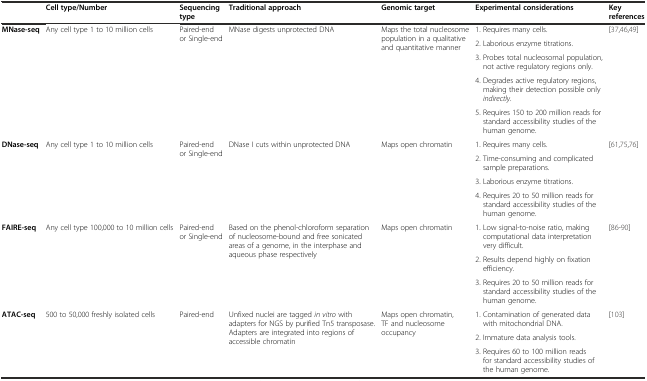 Cell type/Number Sequencing type Traditional approach Genomic target Experimental considerations Key references
MNase-seq Any cell type 1 to 10 million cells Paired-end or Single-end MNase digests unprotected DNA Maps the total nucleosome population in a qualitative and quantitative manner 1. Requires many cells. [37,46,49]
2. Laborious enzyme titrations.
3. Probes total nucleosomal population, not active regulatory regions only.
4. Degrades active regulatory regions, making their detection possible only indirectly.
5. Requires 150 to 200 million reads for standard accessibility studies of the human genome.
DNase-seq Any cell type 1 to 10 million cells Paired-end or Single-end DNase I cuts within unprotected DNA Maps open chromatin 1. Requires many cells. [61,75,76]
2. Time-consuming and complicated sample preparations.
3. Laborious enzyme titrations.
4. Requires 20 to 50 million reads for standard accessibility studies of the human genome.
FAIRE-seq Any cell type 100,000 to 10 million cells Paired-end or Single-end Based on the phenol-chloroform separation of nucleosome-bound and free sonicated areas of a genome, in the interphase and aqueous phase respectively Maps open chromatin 1. Low signal-to-noise ratio, making computational data interpretation very difficult. [86-90]
2. Results depend highly on fixation efficiency.
3. Requires 20 to 50 million reads for standard accessibility studies of the human genome.
ATAC-seq 500 to 50,000 freshly isolated cells Paired-end Unfixed nuclei are tagged in vitro with adapters for NGS by purified Tn5 transposase. Adapters are integrated into regions of accessible chromatin Maps open chromatin, TF and nucleosome occupancy 1. Contamination of generated data with mitochondrial DNA. [103]
2. Immature data analysis tools.
3. Requires 60 to 100 million reads for standard accessibility studies of the human genome.